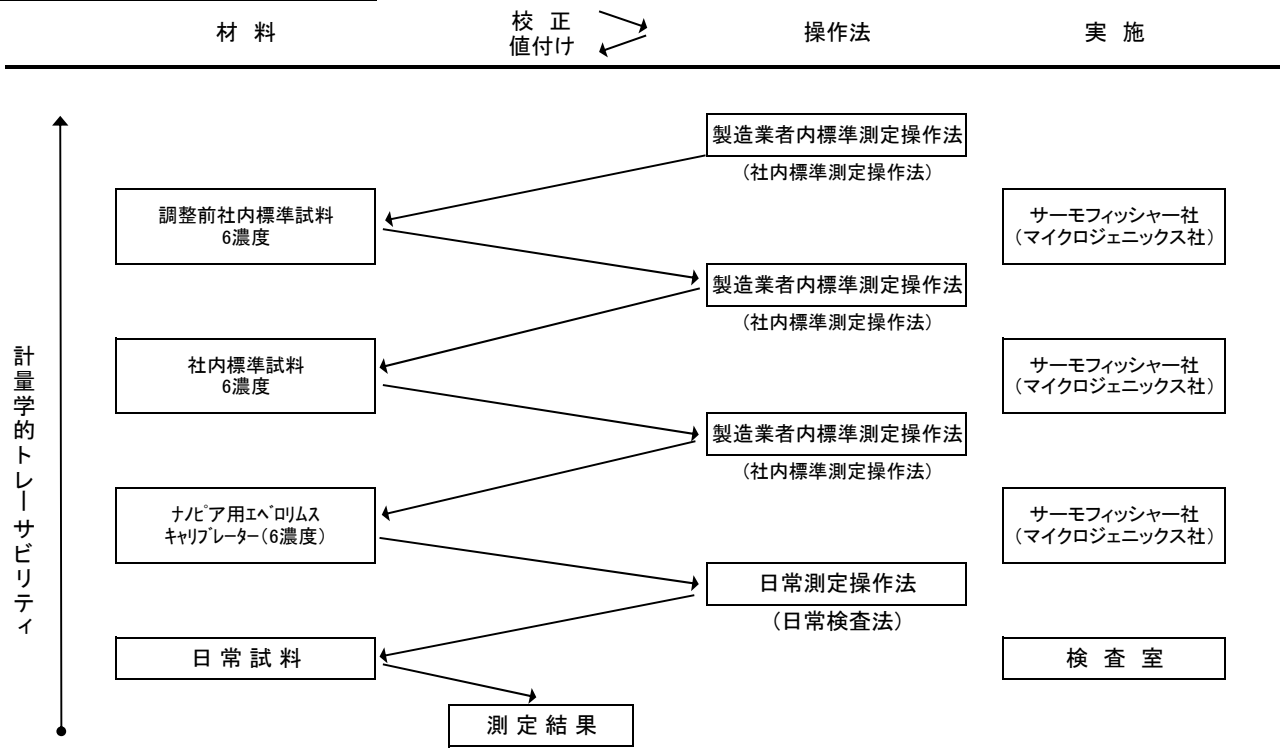 材 料
校 正
値付け
操作法
実 施
製造業者内標準測定操作法
(社内標準測定操作法)
調整前社内標準試料
6濃度
サーモフィッシャー社
(マイクロジェニックス社)
製造業者内標準測定操作法
(社内標準測定操作法)
社内標準試料
6濃度
サーモフィッシャー社
(マイクロジェニックス社)
計量学的トレーサビリティ
製造業者内標準測定操作法
(社内標準測定操作法)
ナノピア用エベロリムス
キャリブレーター(6濃度)
サーモフィッシャー社
(マイクロジェニックス社)
日常測定操作法
(日常検査法)
日 常 試 料
検 査 室
測 定 結 果